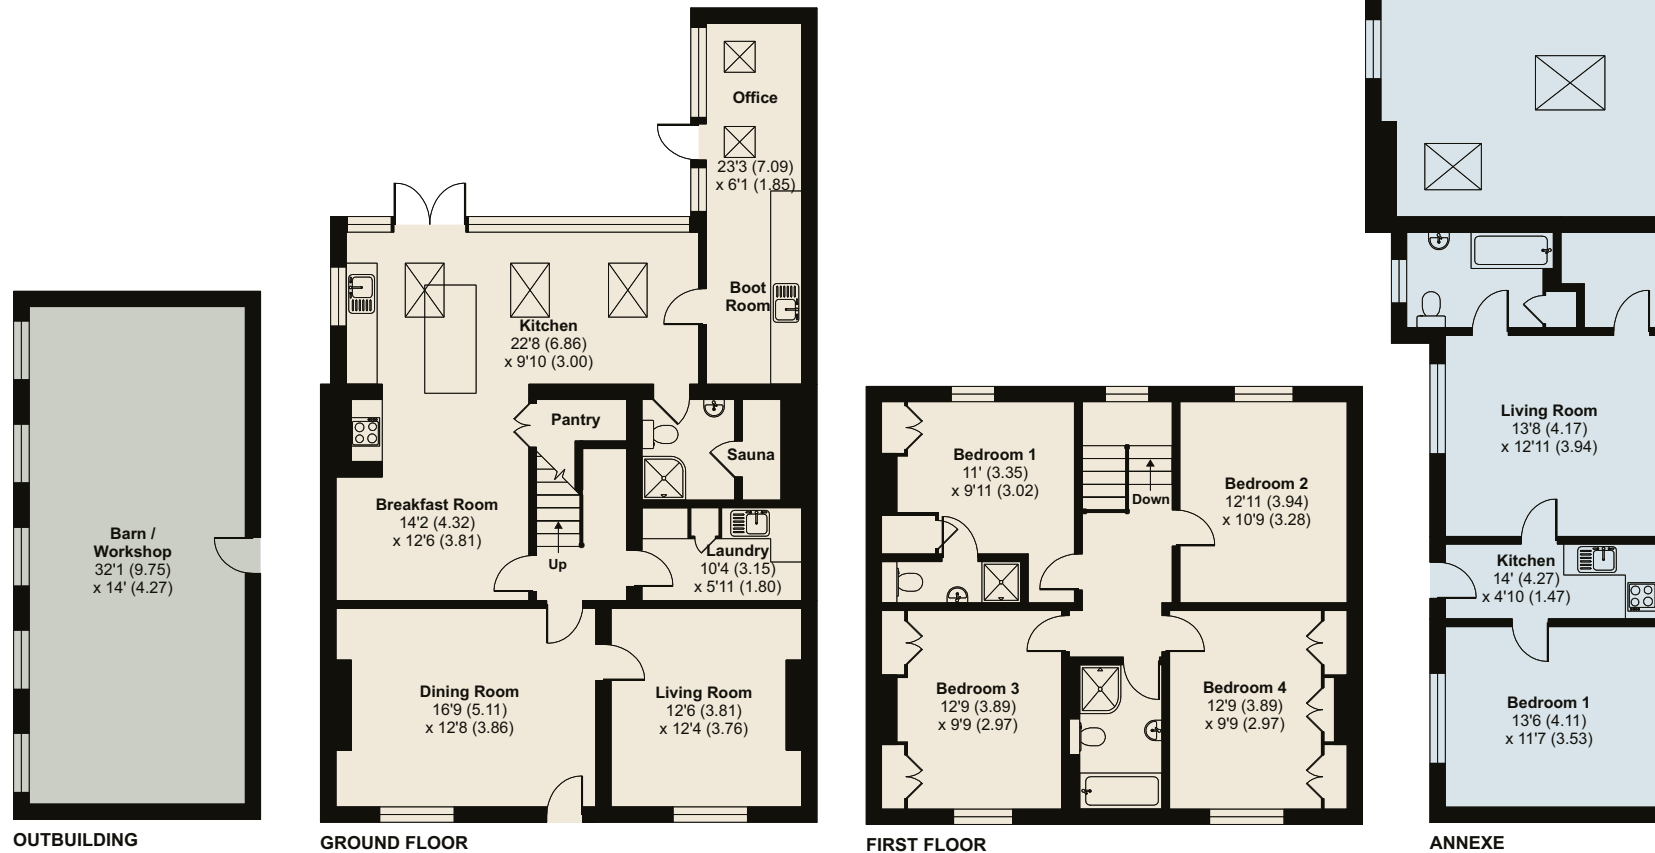 Barn /
Workshop
32'1 (9.75)
x 14' (4.27)
OUTBUILDING
Office
23'3 (7.09)
x 6'1 (1.85)
Boot
Room
Kitchen
22'8 (6.86)
x 9'10 (3.00)
Pantry
Sauna
Breakfast Room
14'2 (4.32)
x 12'6 (3.81)
Up
Laundry
10'4 (3.15)
x 5'11 (1.80)
Dining Room
16'9 (5.11)
x 12'8 (3.86)
Living Room
12'6 (3.81)
x 12'4 (3.76)
GROUND FLOOR
Bedroom 1
11' (3.35)
x 9'11 (3.02)
Down
Bedroom 2
12'11 (3.94)
x 10'9 (3.28)
Bedroom 3
12'9 (3.89)
x 9'9 (2.97)
Bedroom 4
12'9 (3.89)
x 9'9 (2.97)
FIRST FLOOR
Living Room
13'8 (4.17)
x 12'11 (3.94)
Kitchen
14' (4.27)
x 4'10 (1.47)
Bedroom 1
13'6 (4.11)
x 11'7 (3.53)
ANNEXE